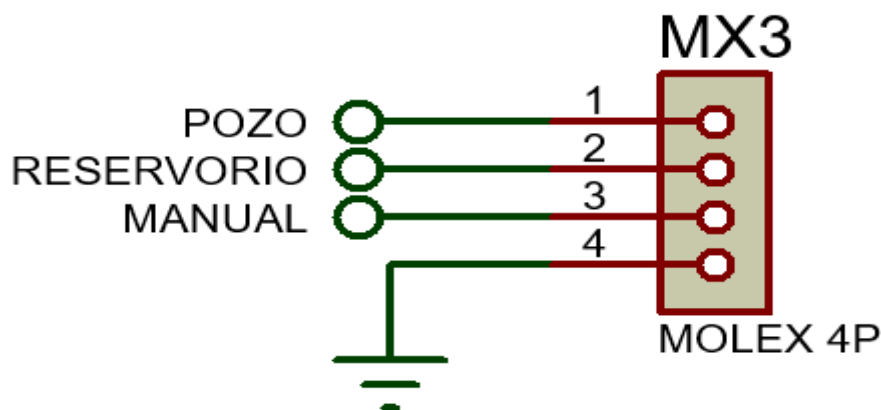 MX3
POZO 1
RESERVORIO 2
MANUAL 3
4
MOLEX 4P